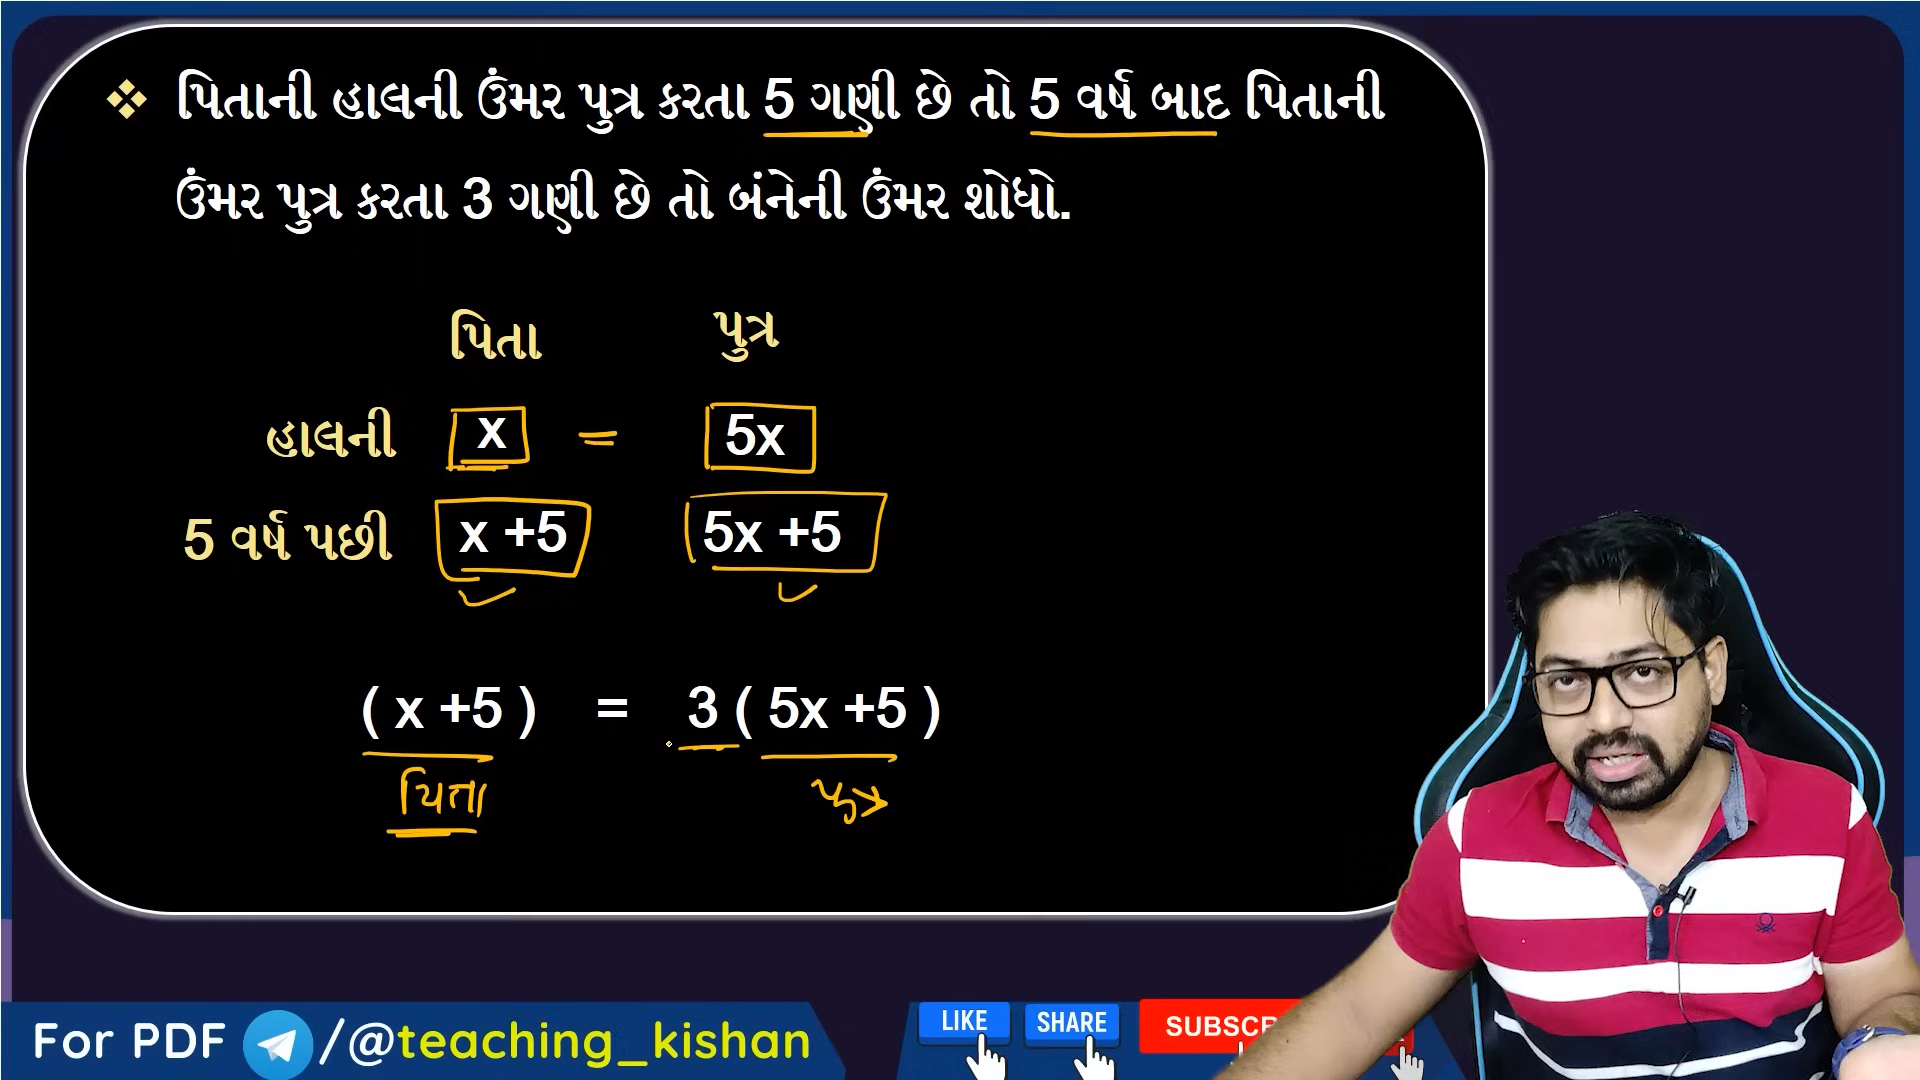 ❖ પિતાની હાલની ઉંમર પુત્ર કરતા 5 ગણી છે તો 5 વર્ષ બાદ પિતાની
ઉંમર પુત્ર કરતા 3 ગણી છે તો બંનેની ઉંમર શોધો.
પિતા પુત્ર
હાલની x = 5x
5 વર્ષ પછી x +5 5x +5
( x +5 ) = 3 ( 5x +5 )
પિતા પુત્ર
For PDF /@teaching_kishan
LIKE SHARE